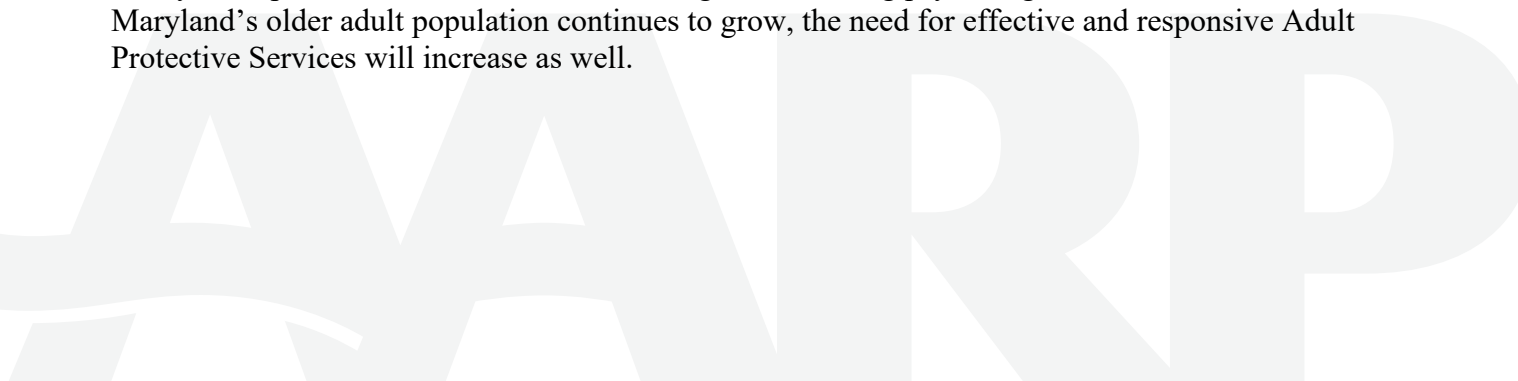 Maryland’s older adult population continues to grow, the need for effective and responsive Adult
Protective Services will increase as well.
AARP